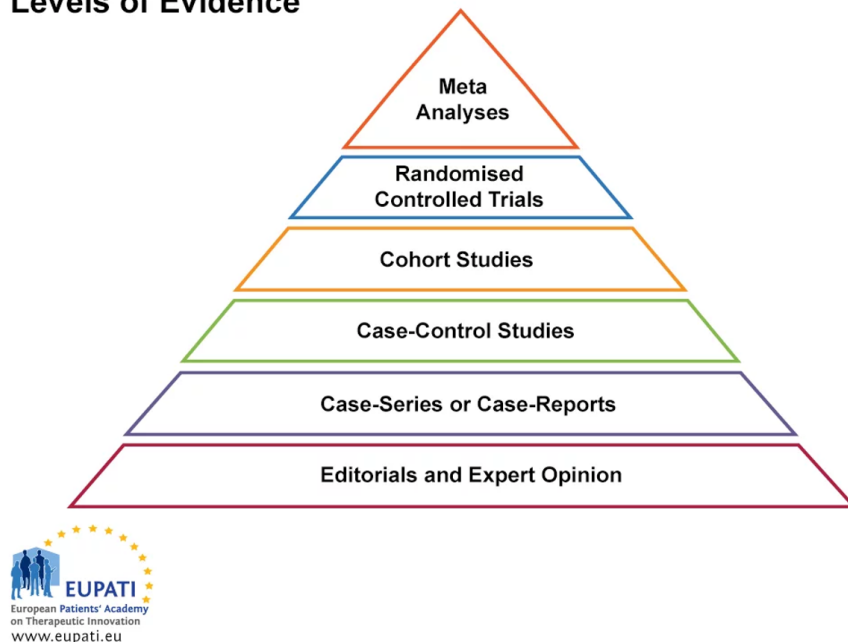 Levels of Evidence
Meta
Analyses
Randomised
Controlled Trials
Cohort Studies
Case-Control Studies
Case-Series or Case-Reports
Editorials and Expert Opinion
EUPATI
European Patients' Academy
on Therapeutic Innovation
www.eupati.eu